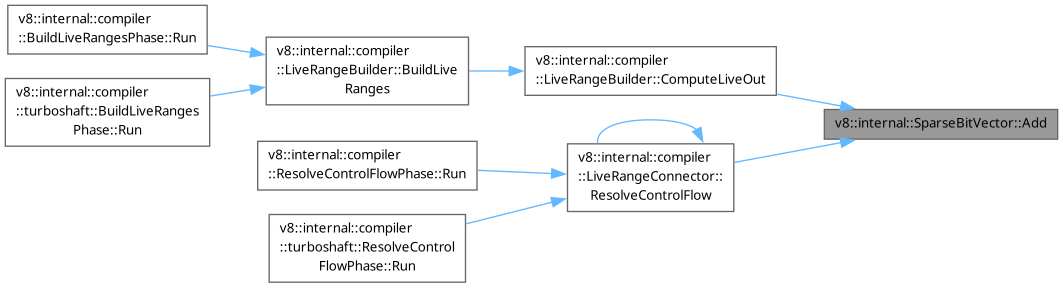 v8::internal::compiler
::BuildLiveRangesPhase::Run
v8::internal::compiler
::turboshaft::BuildLiveRanges
Phase::Run
v8::internal::compiler
::LiveRangeBuilder::BuildLive
Ranges
v8::internal::compiler
::LiveRangeBuilder::ComputeLiveOut
v8::internal::SparseBitVector::Add
v8::internal::compiler
::ResolveControlFlowPhase::Run
v8::internal::compiler
::turboshaft::ResolveControl
FlowPhase::Run
v8::internal::compiler
::LiveRangeConnector::
ResolveControlFlow